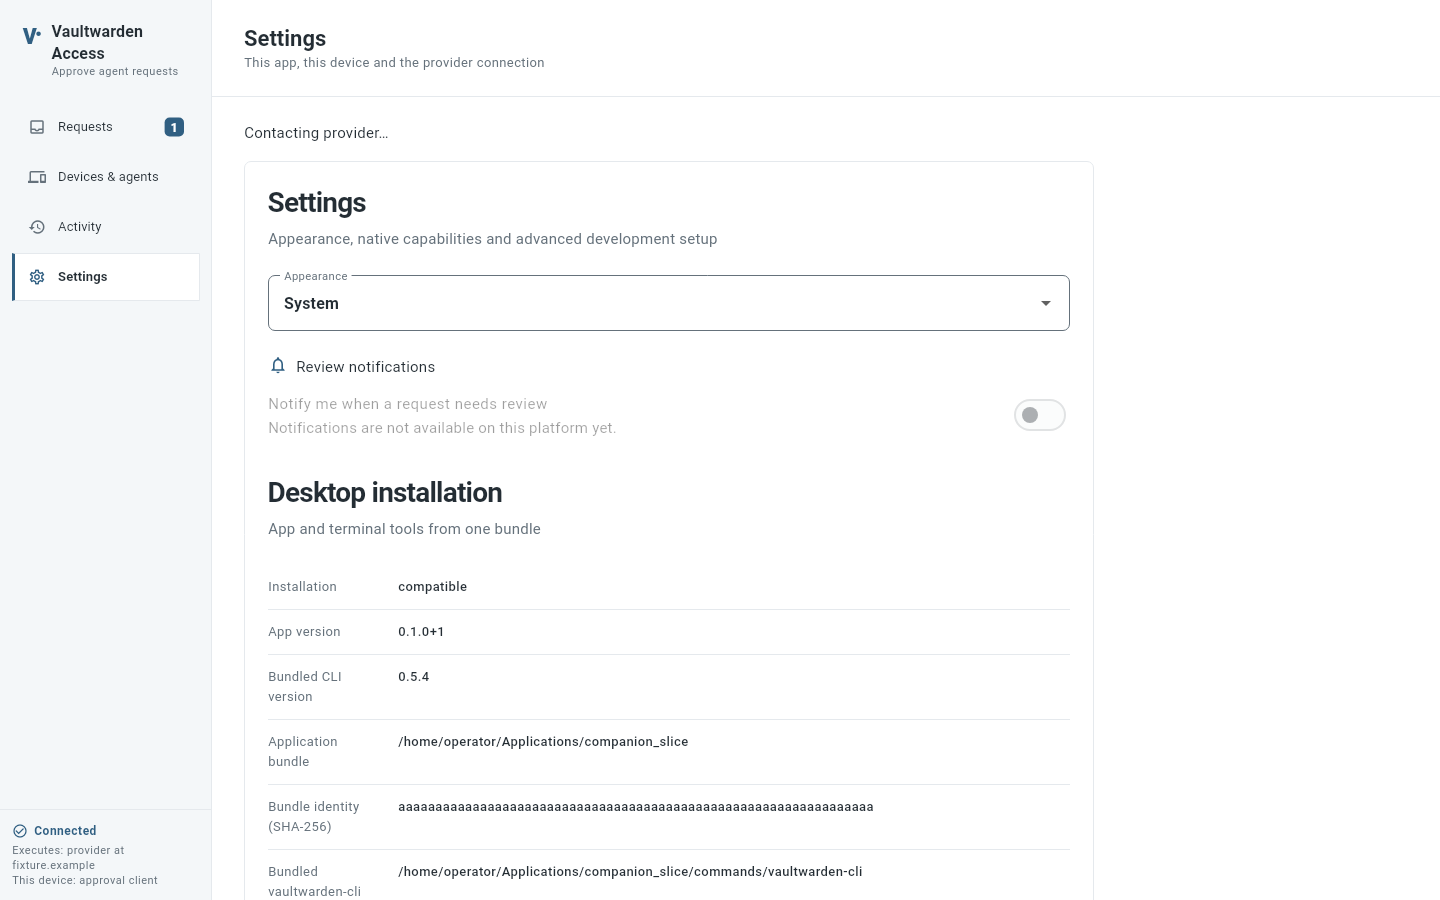 Vaultwarden
Access
Approve agent requests
Requests 1
Devices & agents
Activity
Settings
Connected
Executes: provider at
fixture.example
This device: approval client
Settings
This app, this device and the provider connection
Contacting provider…
Settings
Appearance, native capabilities and advanced development setup
Appearance
System
Review notifications
Notify me when a request needs review
Notifications are not available on this platform yet.
Desktop installation
App and terminal tools from one bundle
Installation compatible
App version 0.1.0+1
Bundled CLI 0.5.4
version
Application /home/operator/Applications/companion_slice
bundle
Bundle identity aaaaaaaaaaaaaaaaaaaaaaaaaaaaaaaaaaaaaaaaaaaaaaaaaaaaaaaaaaaaaaaa
(SHA-256)
Bundled /home/operator/Applications/companion_slice/commands/vaultwarden-cli
vaultwarden-cli